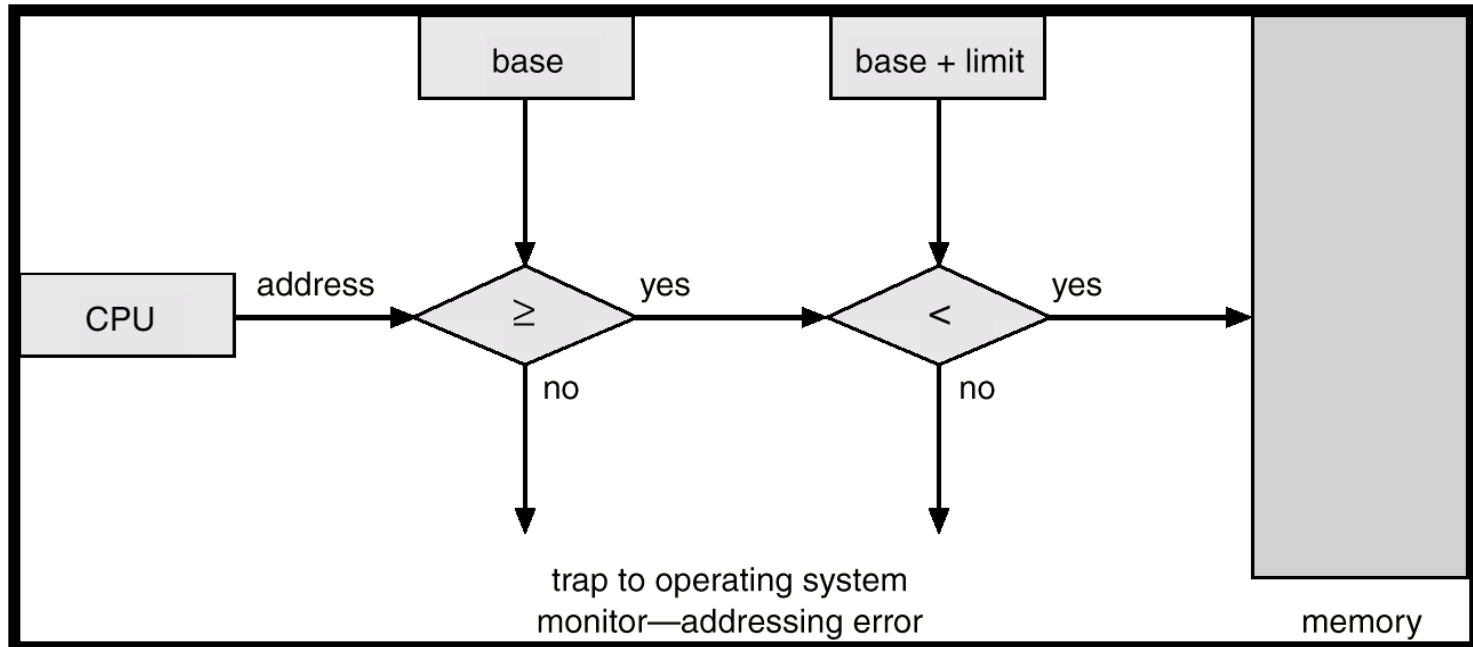 base
base + limit
address
yes
yes
CPU
≥
<
no
no
trap to operating system
monitor—addressing error
memory